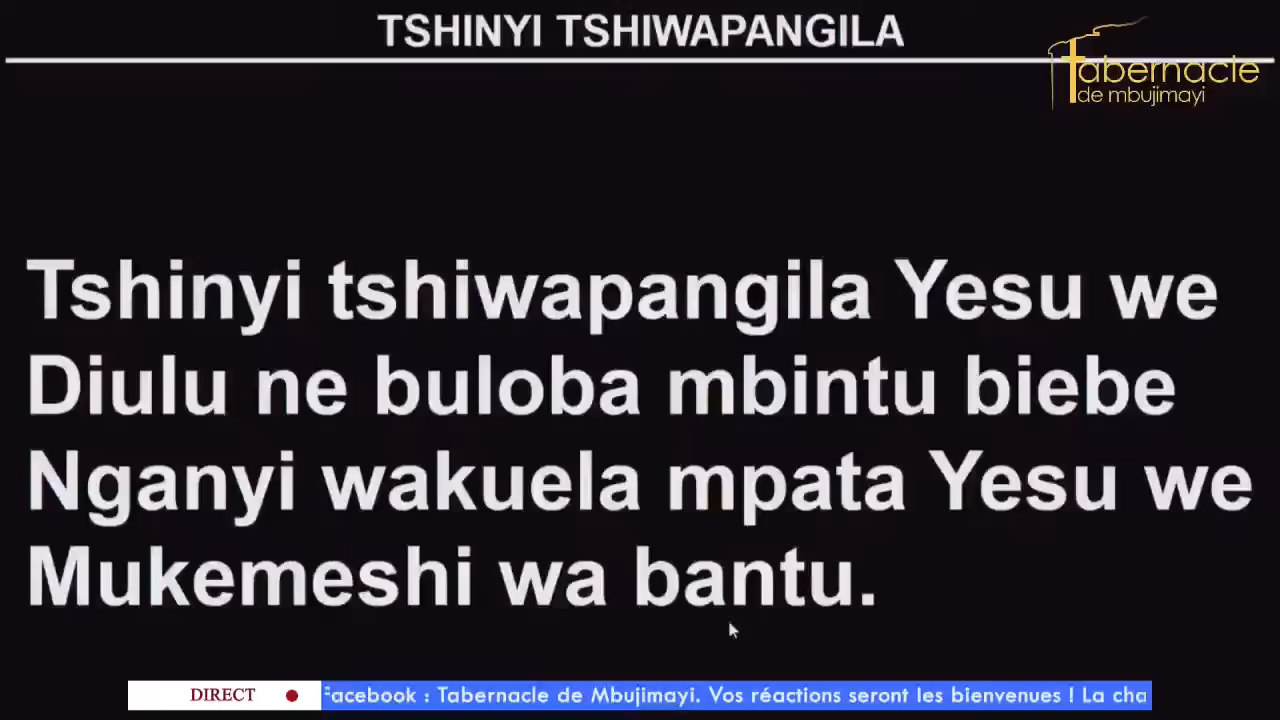 TSHINYI TSHIWAPANGILA
Tabernacle
de mbujimayi
Tshinyi tshiwapangila Yesu we
Diulu ne buloba mbintu biebe
Nganyi wakuela mpata Yesu we
Mukemeshi wa bantu.
DIRECT
Facebook : Tabernacle de Mbujimayi. Vos réactions seront les bienvenues ! La cha